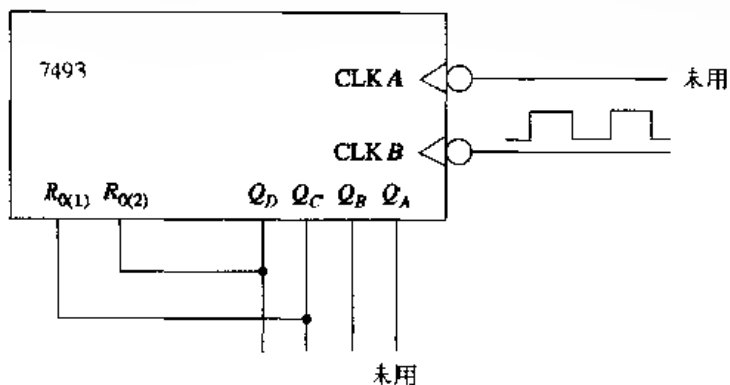 7493
CLK A
未用
CLK B
R0(1) R0(2) QD QC QB QA
未用